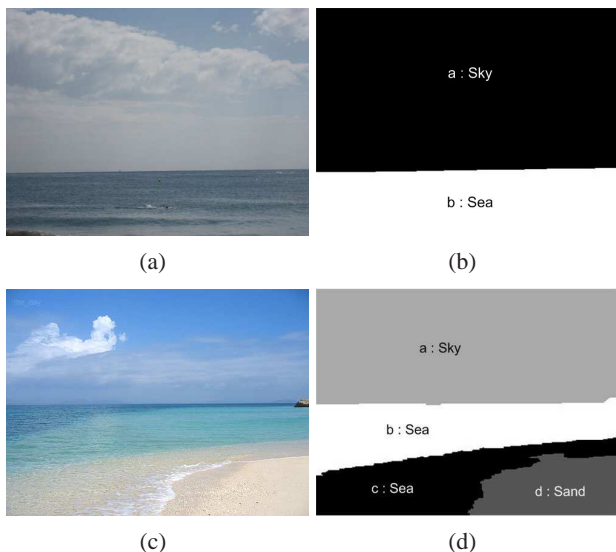 a : Sky
b : Sea
(a)
(b)
a : Sky
b : Sea
c : Sea
d : Sand
(c)
(d)